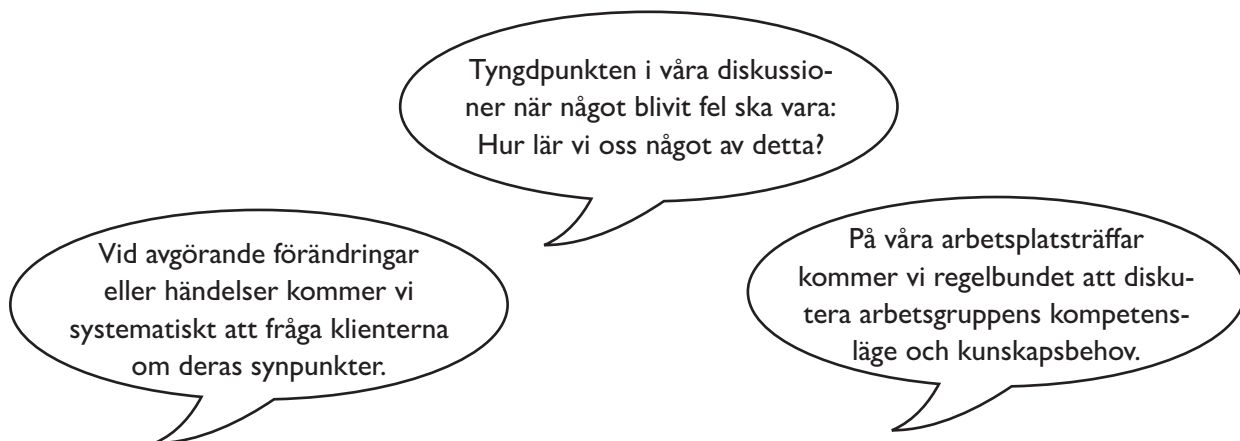 Tyngdpunkten i våra diskussio-
ner när något blivit fel ska vara:
Hur lär vi oss något av detta?
Vid avgörande förändringar
eller händelser kommer vi
systematiskt att fråga klienterna
om deras synpunkter.
På våra arbetsplatsträffar
kommer vi regelbundet att disku-
tera arbetsgruppens kompetens-
läge och kunskapsbehov.